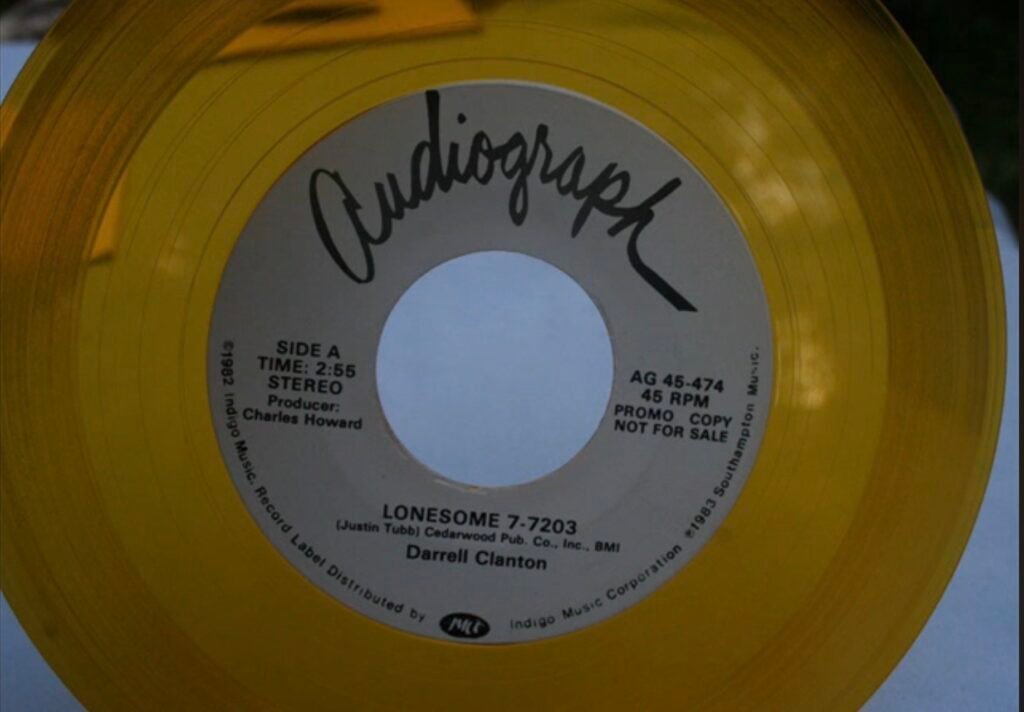 audiograph
SIDE A
TIME: 2:55
STEREO
Producer:
Charles Howard
AG 45-474
45 RPM
PROMO COPY
NOT FOR SALE
LONESOME 7-7203
(Justin Tubb) Cedarwood Pub. Co., Inc., BMI
Darrell Clanton
©1982 Indigo Music. Record Label Distributed by
Indigo Music Corporation ℗1983 Southampton Music.